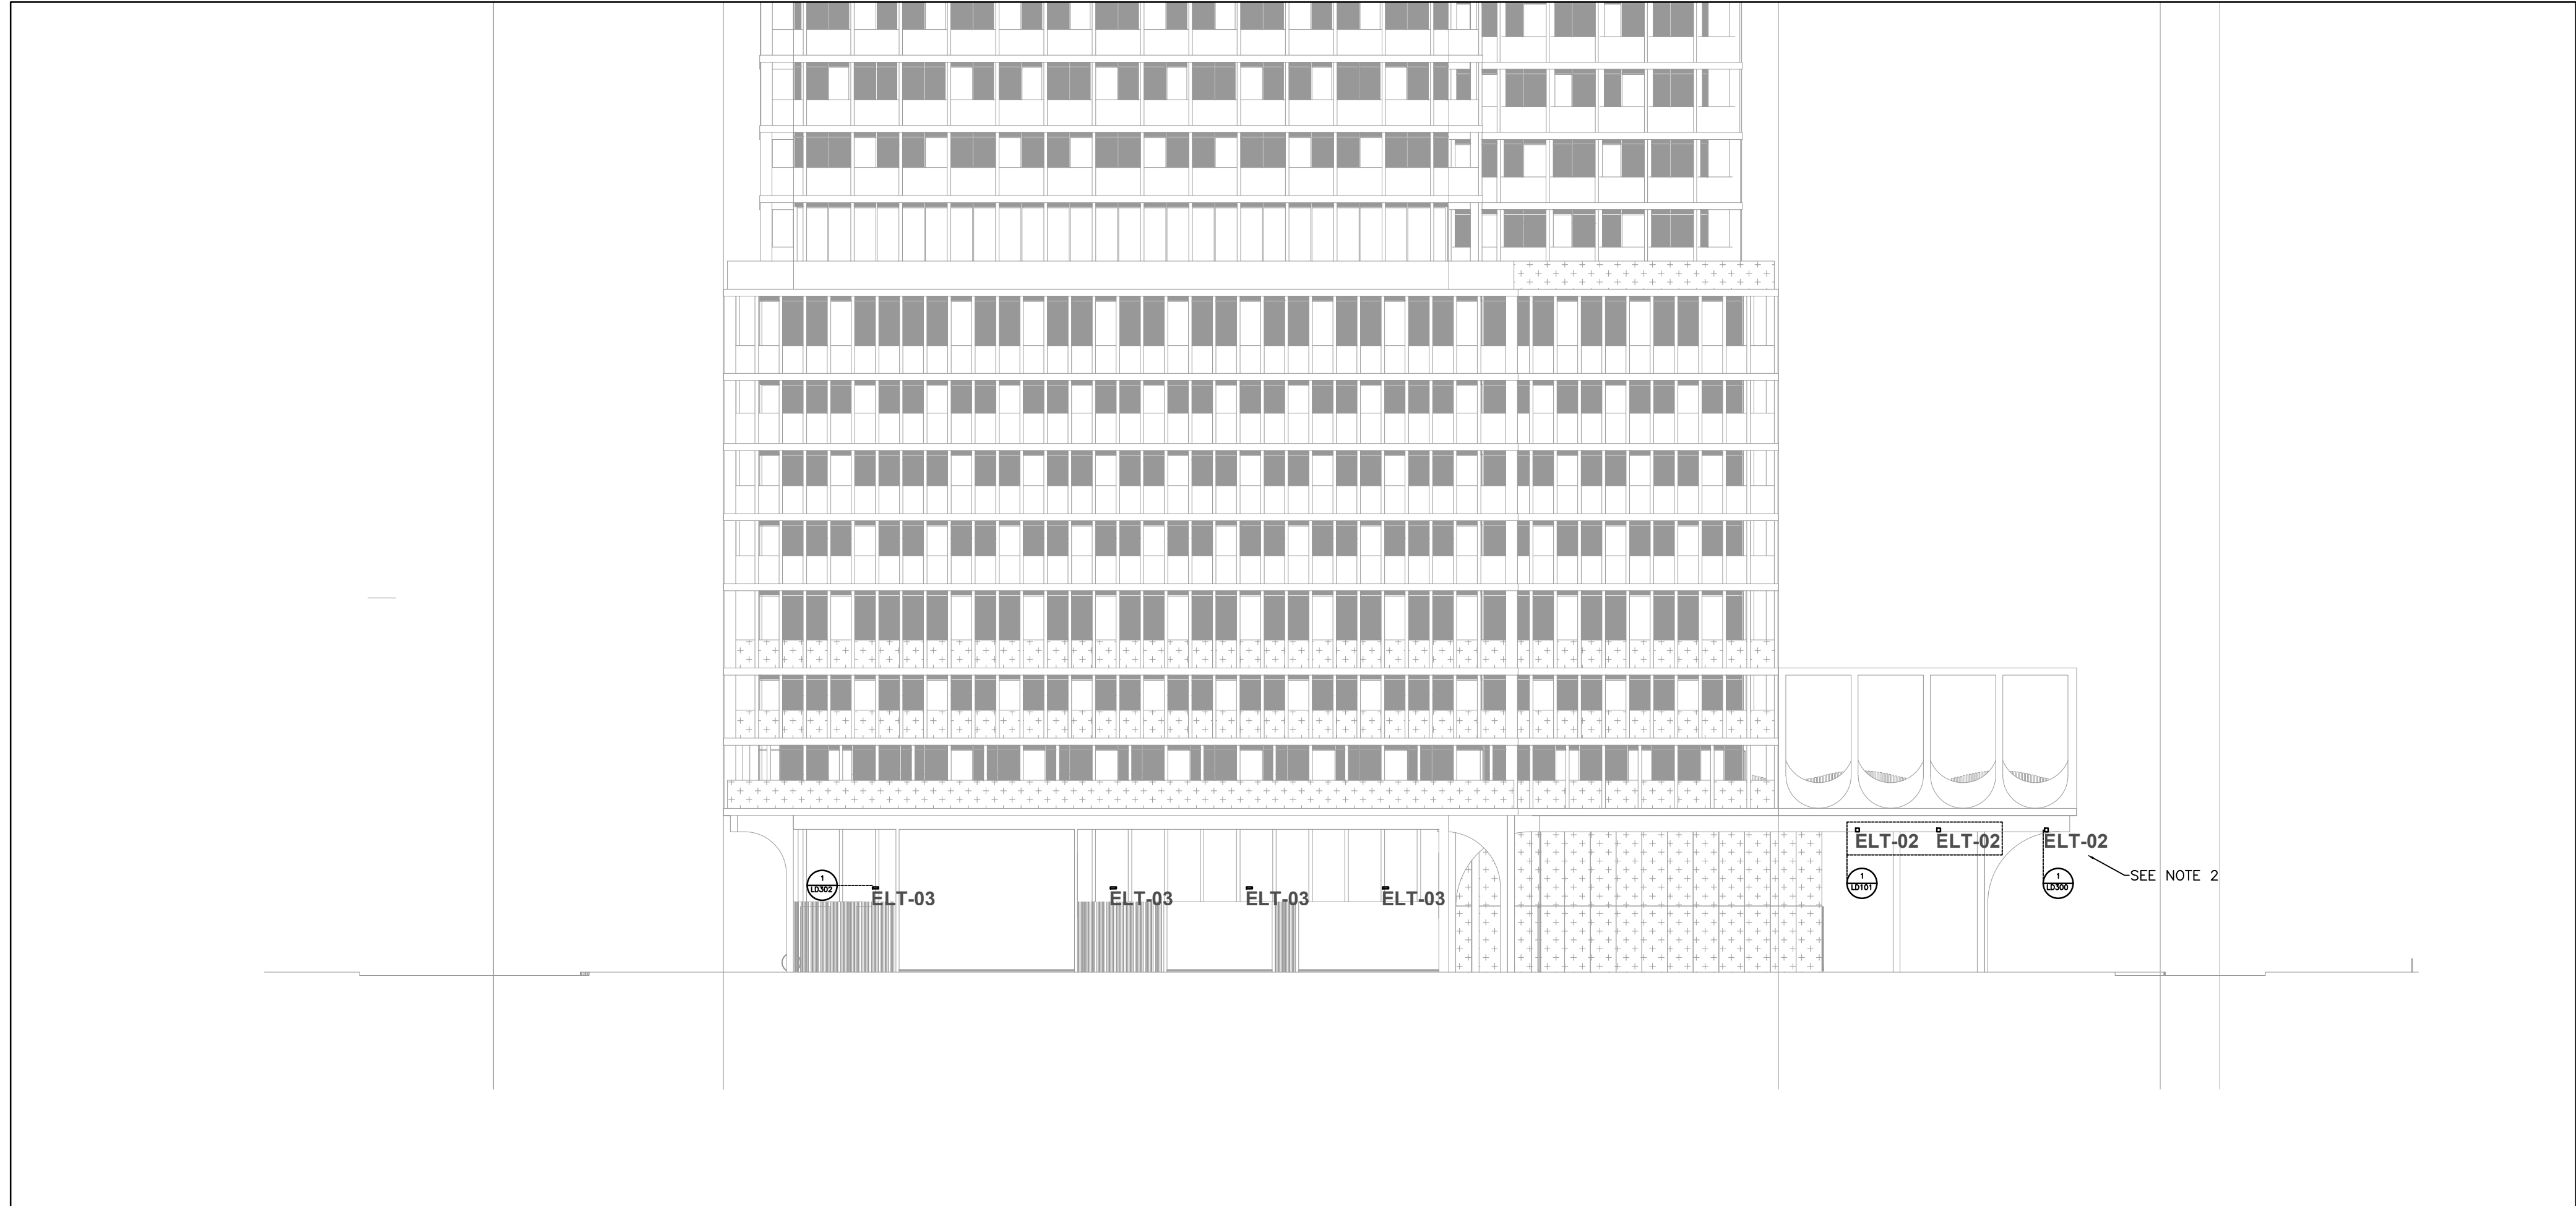 ELT-02 ELT-02 ELT-02
SEE NOTE 2
1
LD101
1
LD300
1
LD302
ELT-03 ELT-03 ELT-03 ELT-03